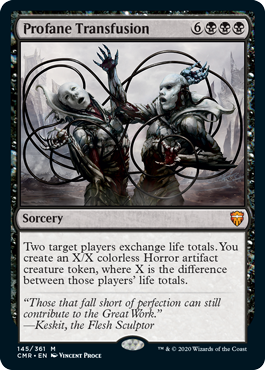 Profane Transfusion 6
Sorcery
Two target players exchange life totals. You
create an X/X colorless Horror artifact
creature token, where X is the difference
between those players' life totals.
“Those that fall short of perfection can still
contribute to the Great Work.”
—Keskit, the Flesh Sculptor
145/361 M
CMR • EN VINCENT PROCE
™ & © 2020 Wizards of the Coast